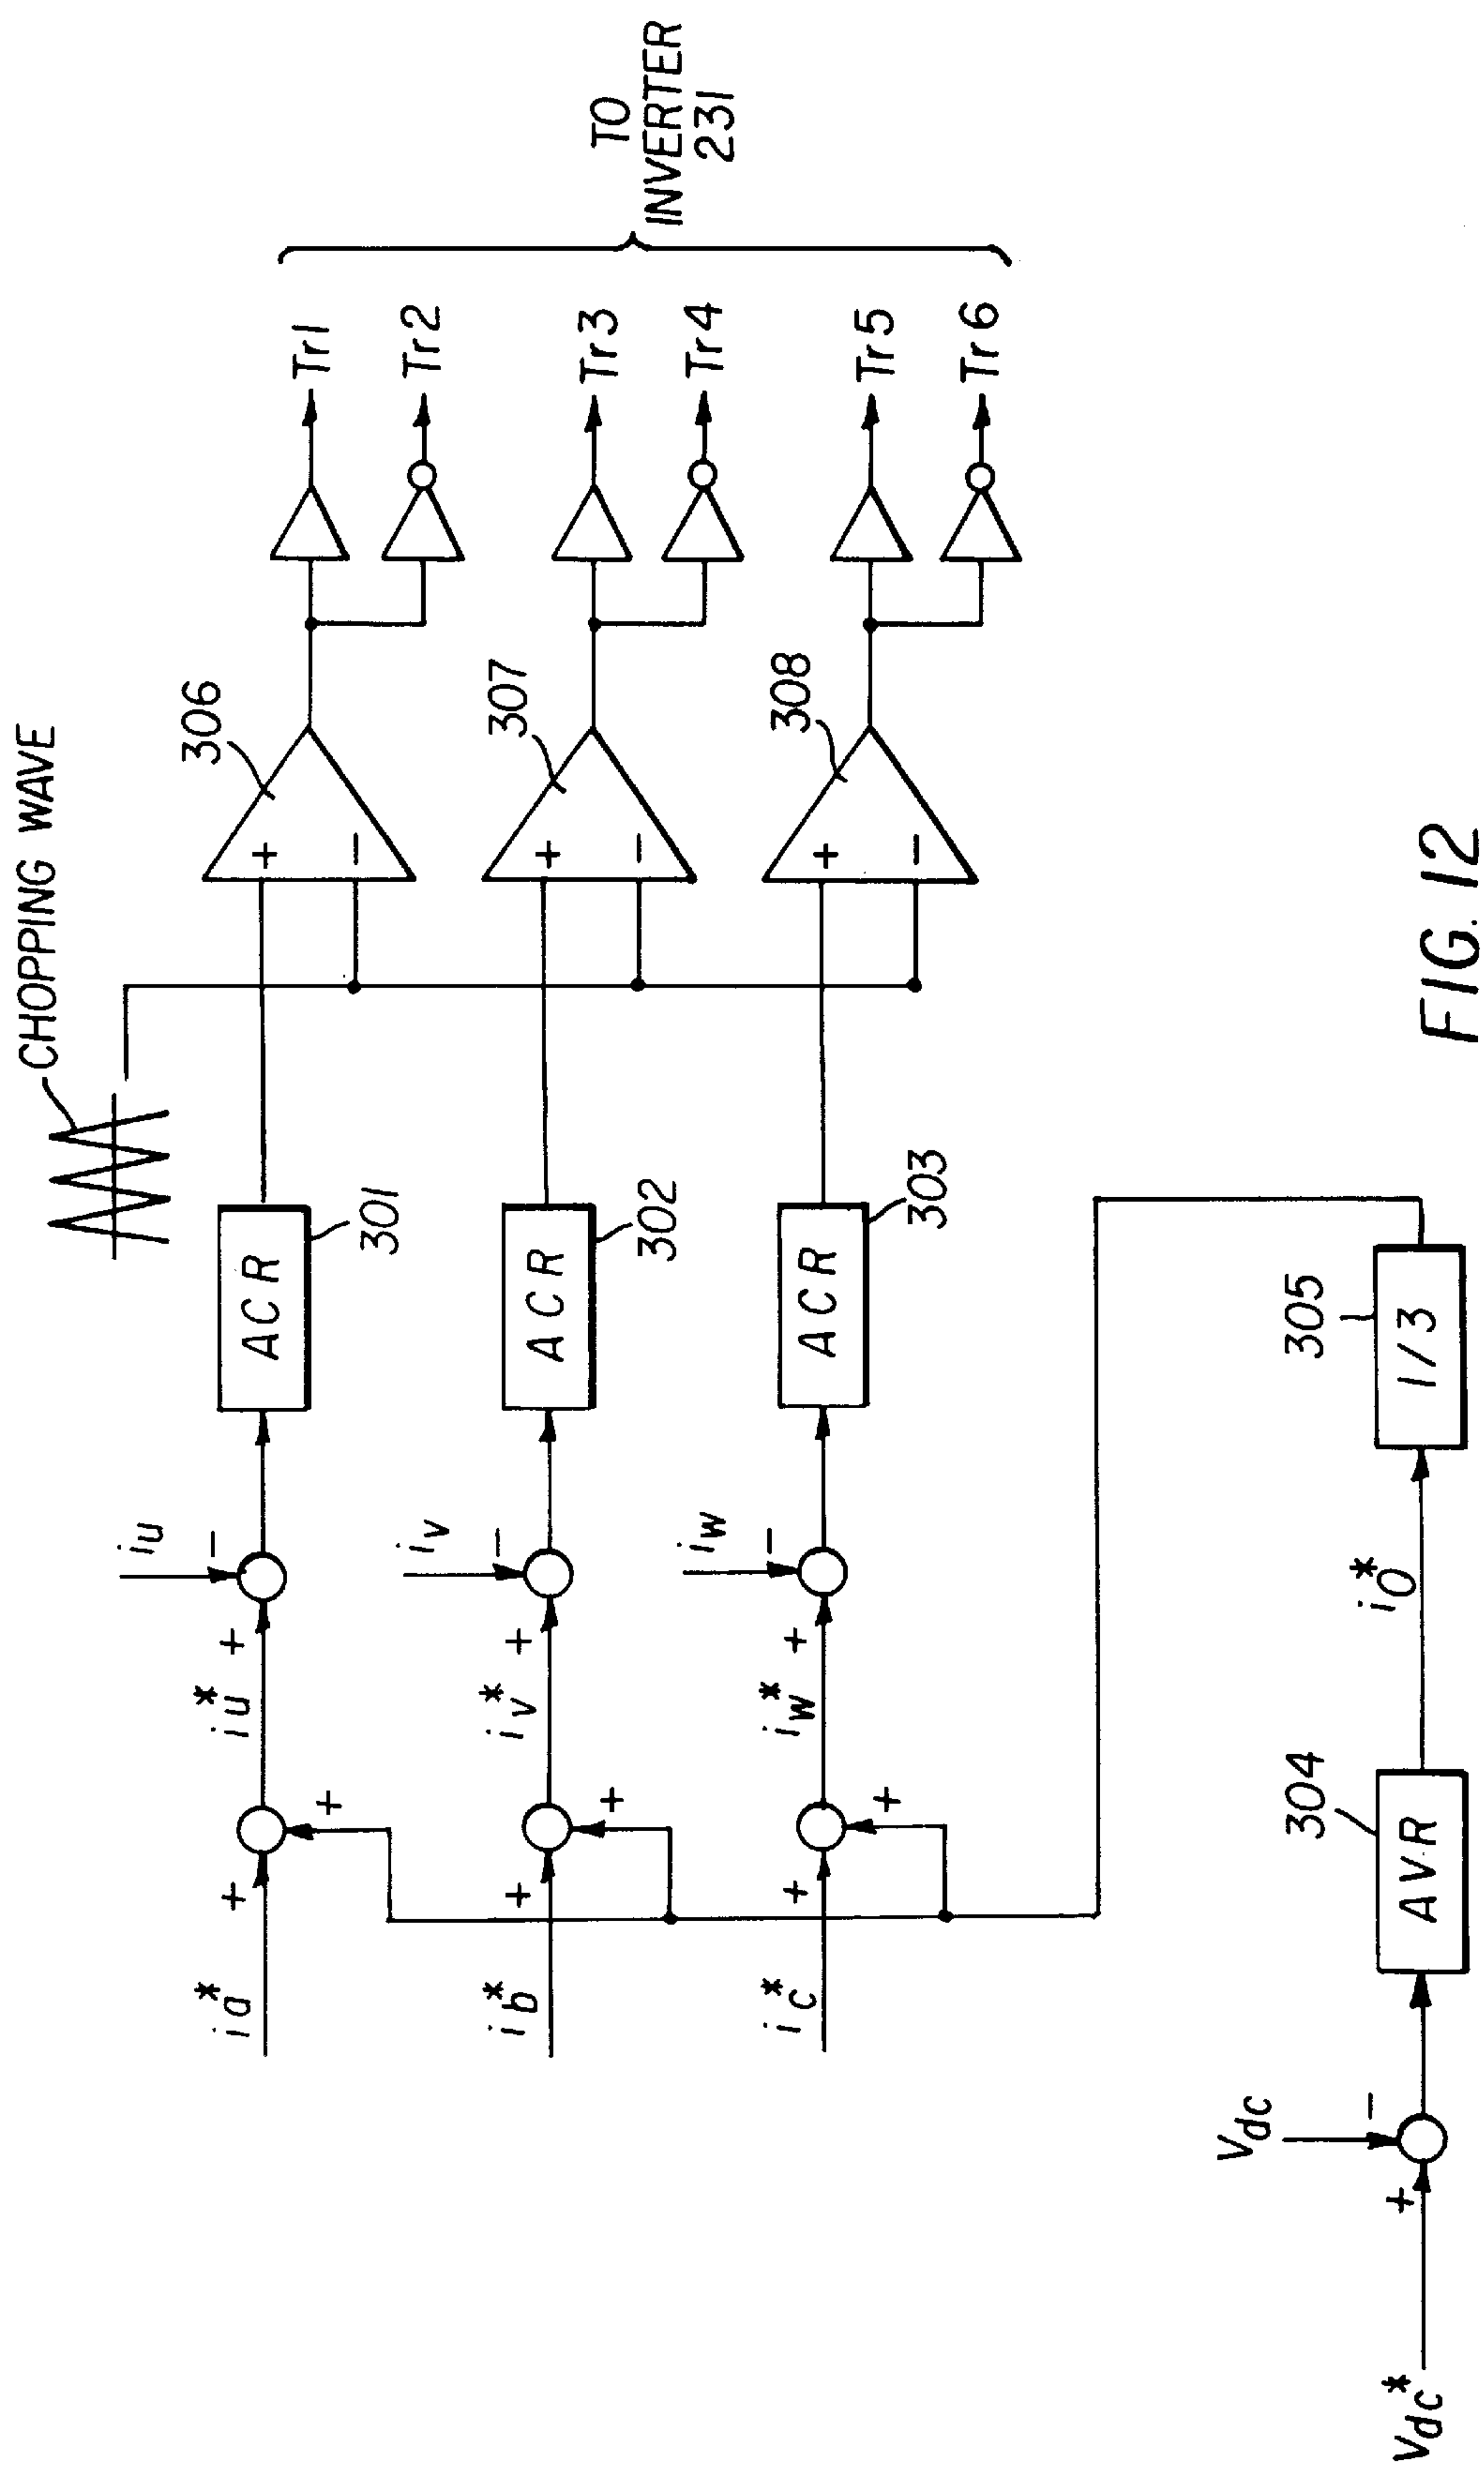 CHOPPING WAVE
306
307
308
+
−
+
−
+
−
Tr1
Tr2
Tr3
Tr4
Tr5
Tr6
TO
INVERTER
231
ia*
+
+
iu*
+
iu
−
ACR
301
ib*
+
+
iv*
+
iv
−
ACR
302
ic*
+
+
iw*
+
iw
−
ACR
303
Vdc*
+
Vdc
−
AVR
304
i0*
1/3
305
FIG. 12